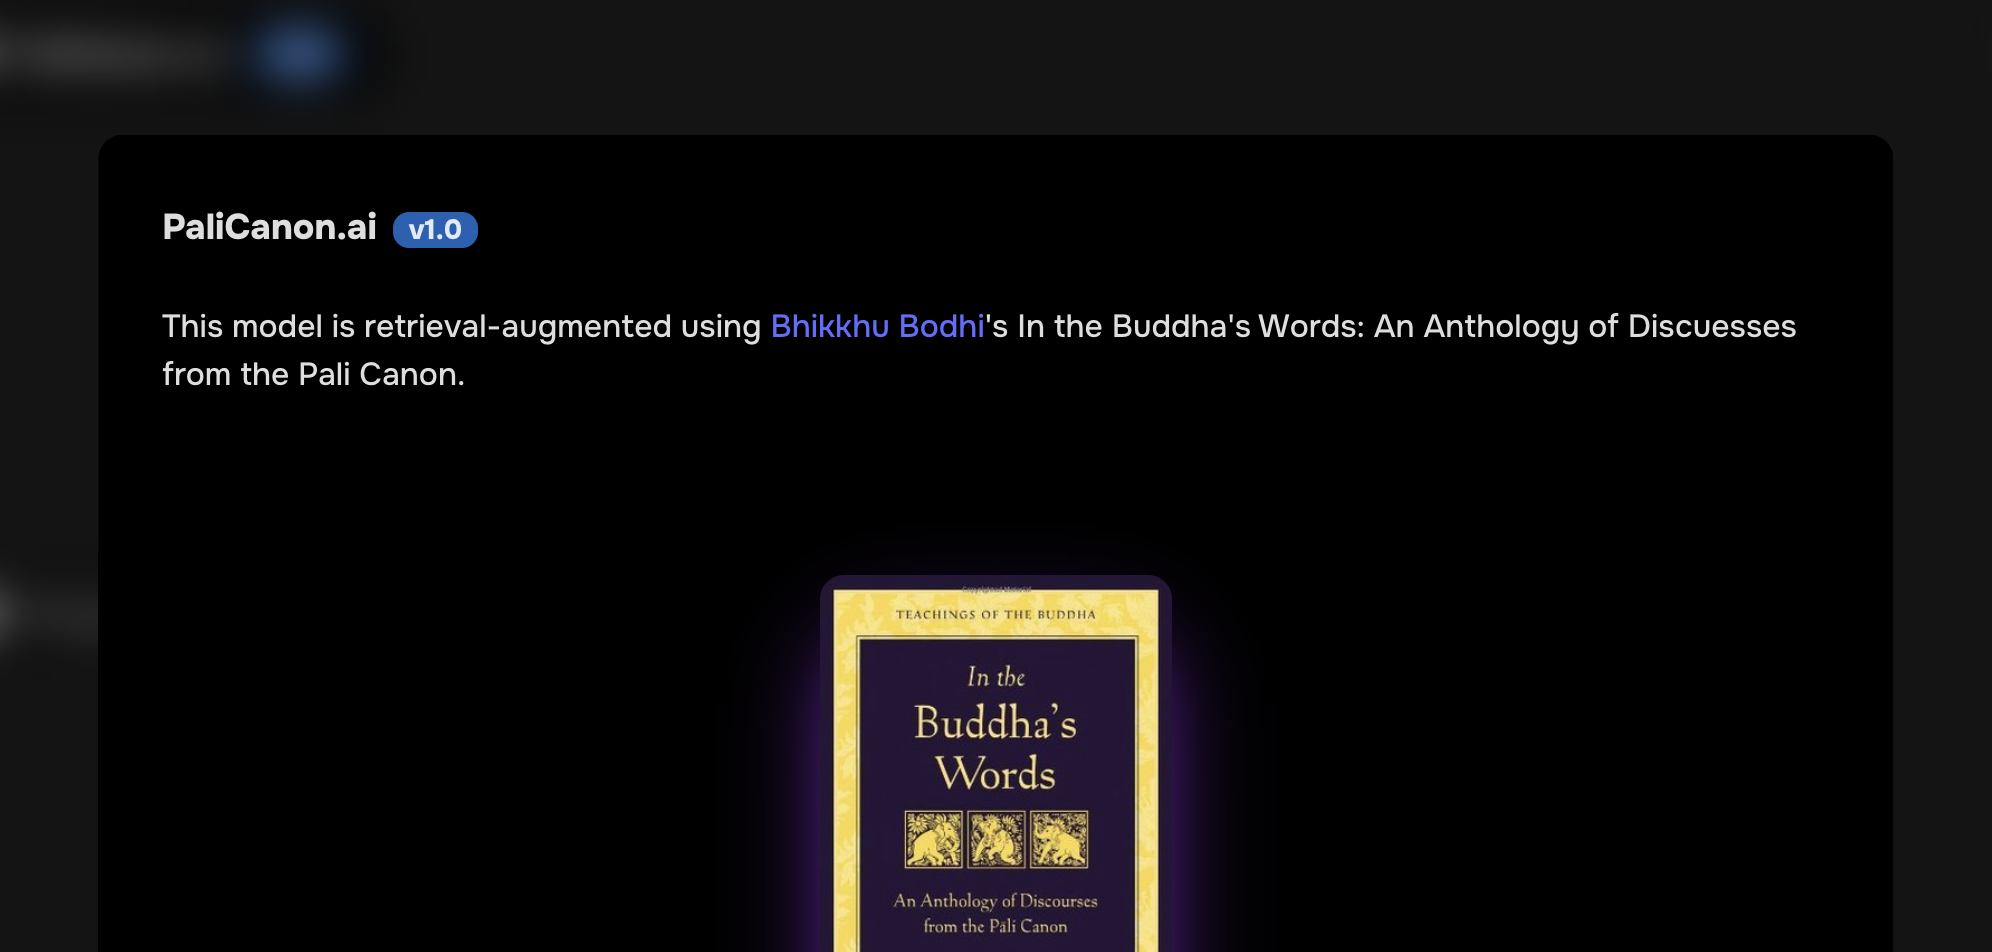 PaliCanon.ai v1.0
This model is retrieval-augmented using Bhikkhu Bodhi's In the Buddha's Words: An Anthology of Discuesses
from the Pali Canon.
Copyrighted Material
TEACHINGS OF THE BUDDHA
In the
Buddha's
Words
An Anthology of Discourses
from the Pāli Canon